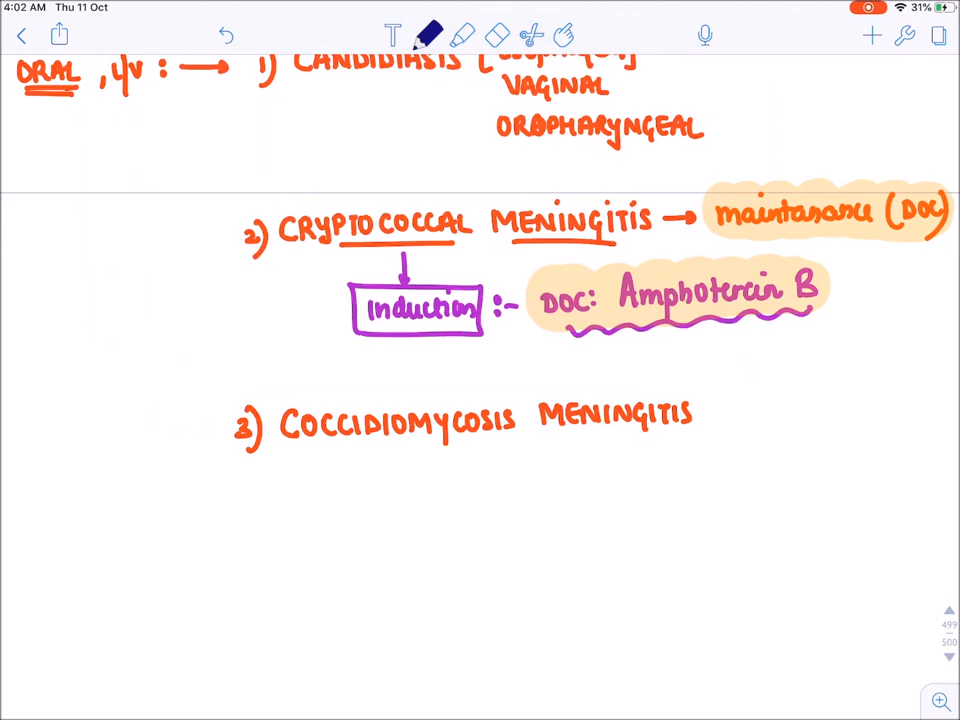 4:02 AM Thu 11 Oct
31%
T
ORAL, i/v : → 1) CANDIDIASIS [
VAGINAL
OROPHARYNGEAL
2) CRYPTOCOCCAL MENINGITIS → maintanance (DOC)
Induction :- DOC: Amphotercin B
3) COCCIDIOMYCOSIS MENINGITIS
499
500